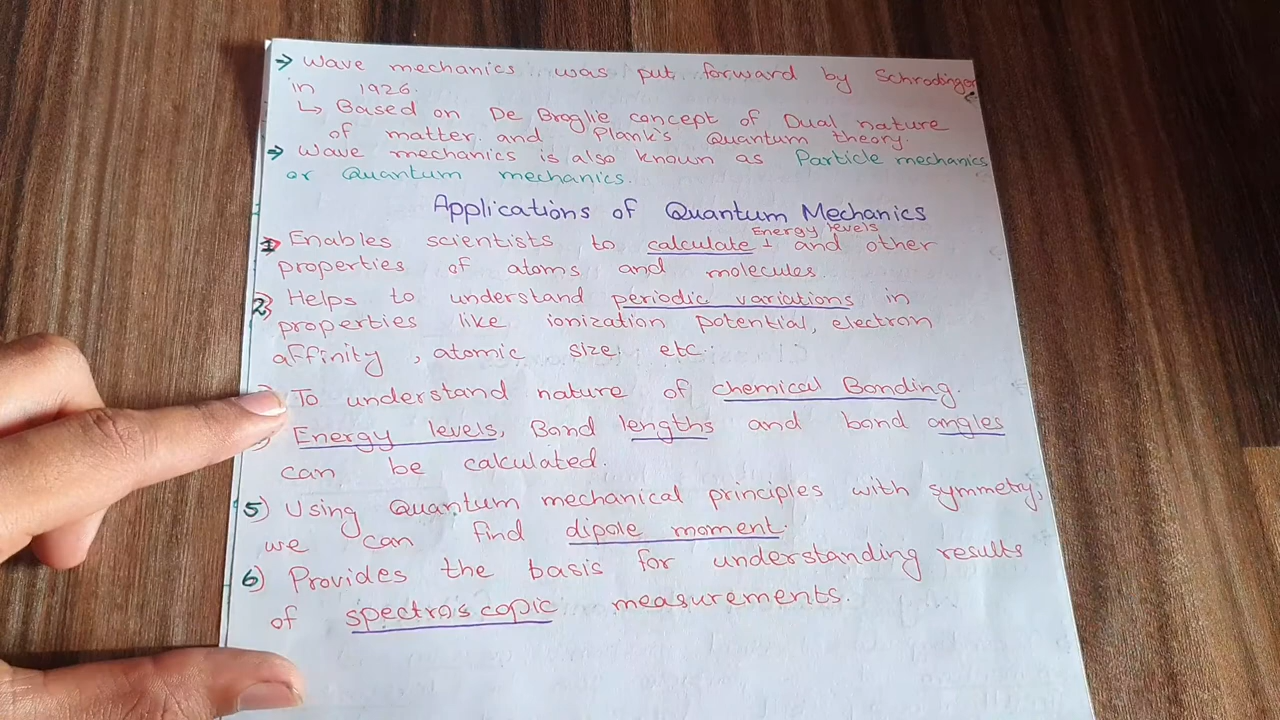 → Wave mechanics was put forward by Schrodinger
in 1926.
↳ Based on De Broglie concept of Dual nature
of matter. and Plank's Quantum theory.
→ Wave mechanics is also known as Particle mechanics
or Quantum mechanics.
Applications of Quantum Mechanics
Enables scientists to calculate Energy levels and other
properties of atoms and molecules.
2) Helps to understand periodic variations in
properties like ionization potential, electron
affinity, atomic size etc.
To understand nature of chemical Bonding.
Energy levels, Bond lengths and bond angles
can be calculated.
5) Using Quantum mechanical principles with symmetry,
we can find dipole moment.
6) Provides the basis for understanding results
of spectroscopic measurements.